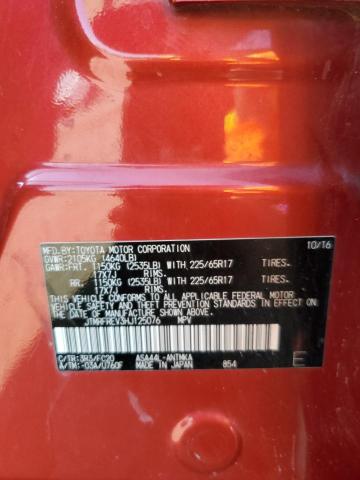 MFD.BY:TOYOTA MOTOR CORPORATION 10/16
GVWR:2105KG (4640LB)
GAWR:FRT. 1150KG (2535LB) WITH 225/65R17 TIRES.
17X7J RIMS.
RR. 1150KG (2535LB) WITH 225/65R17 TIRES.
17X7J RIMS.
THIS VEHICLE CONFORMS TO ALL APPLICABLE FEDERAL MOTOR
VEHICLE SAFETY, BUMPER, AND THEFT PREVENTION STANDARDS IN
EFFECT ON THE DATE OF MANUFACTURE SHOWN ABOVE.
JTMRFREV3HJ125076 MPV
C/TR:3R3/FC20 ASA44L-ANTMKA E
A/TM:-03A/U760F MADE IN JAPAN 854